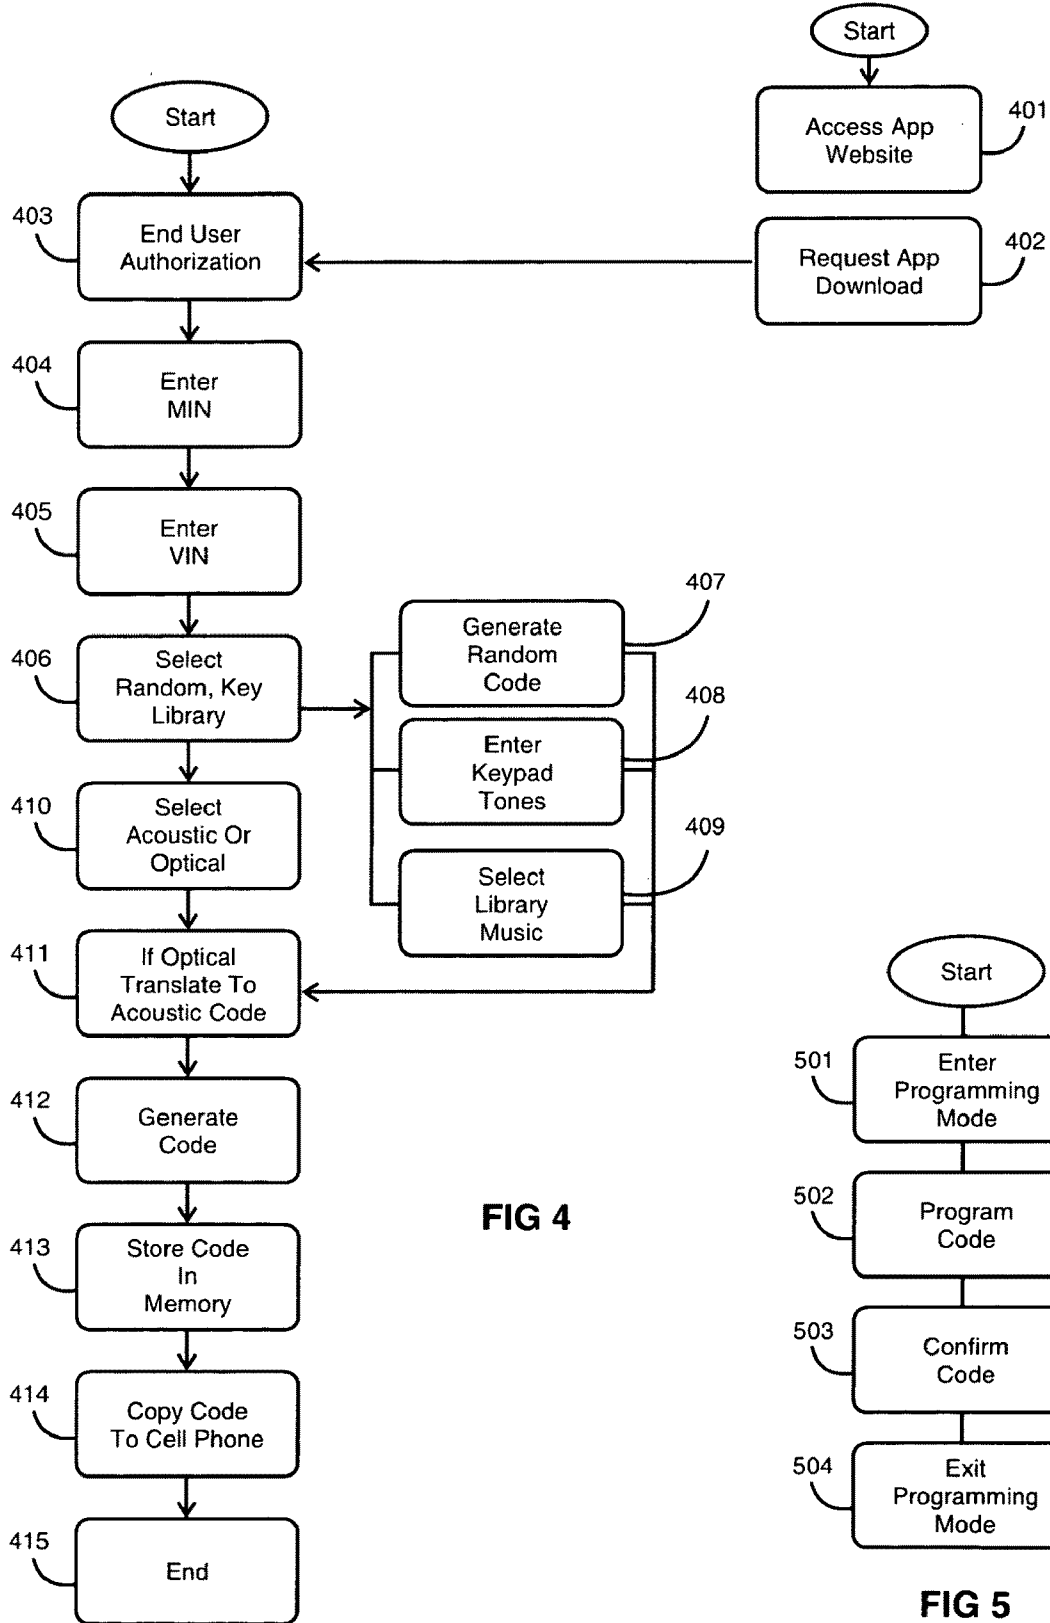 Start
Access App
Website
401
Request App
Download
402
Start
403
End User
Authorization
404
Enter
MIN
405
Enter
VIN
406
Select
Random, Key
Library
407
Generate
Random
Code
408
Enter
Keypad
Tones
409
Select
Library
Music
410
Select
Acoustic Or
Optical
411
If Optical
Translate To
Acoustic Code
412
Generate
Code
413
Store Code
In
Memory
414
Copy Code
To Cell Phone
415
End
FIG 4
Start
501
Enter
Programming
Mode
502
Program
Code
503
Confirm
Code
504
Exit
Programming
Mode
FIG 5